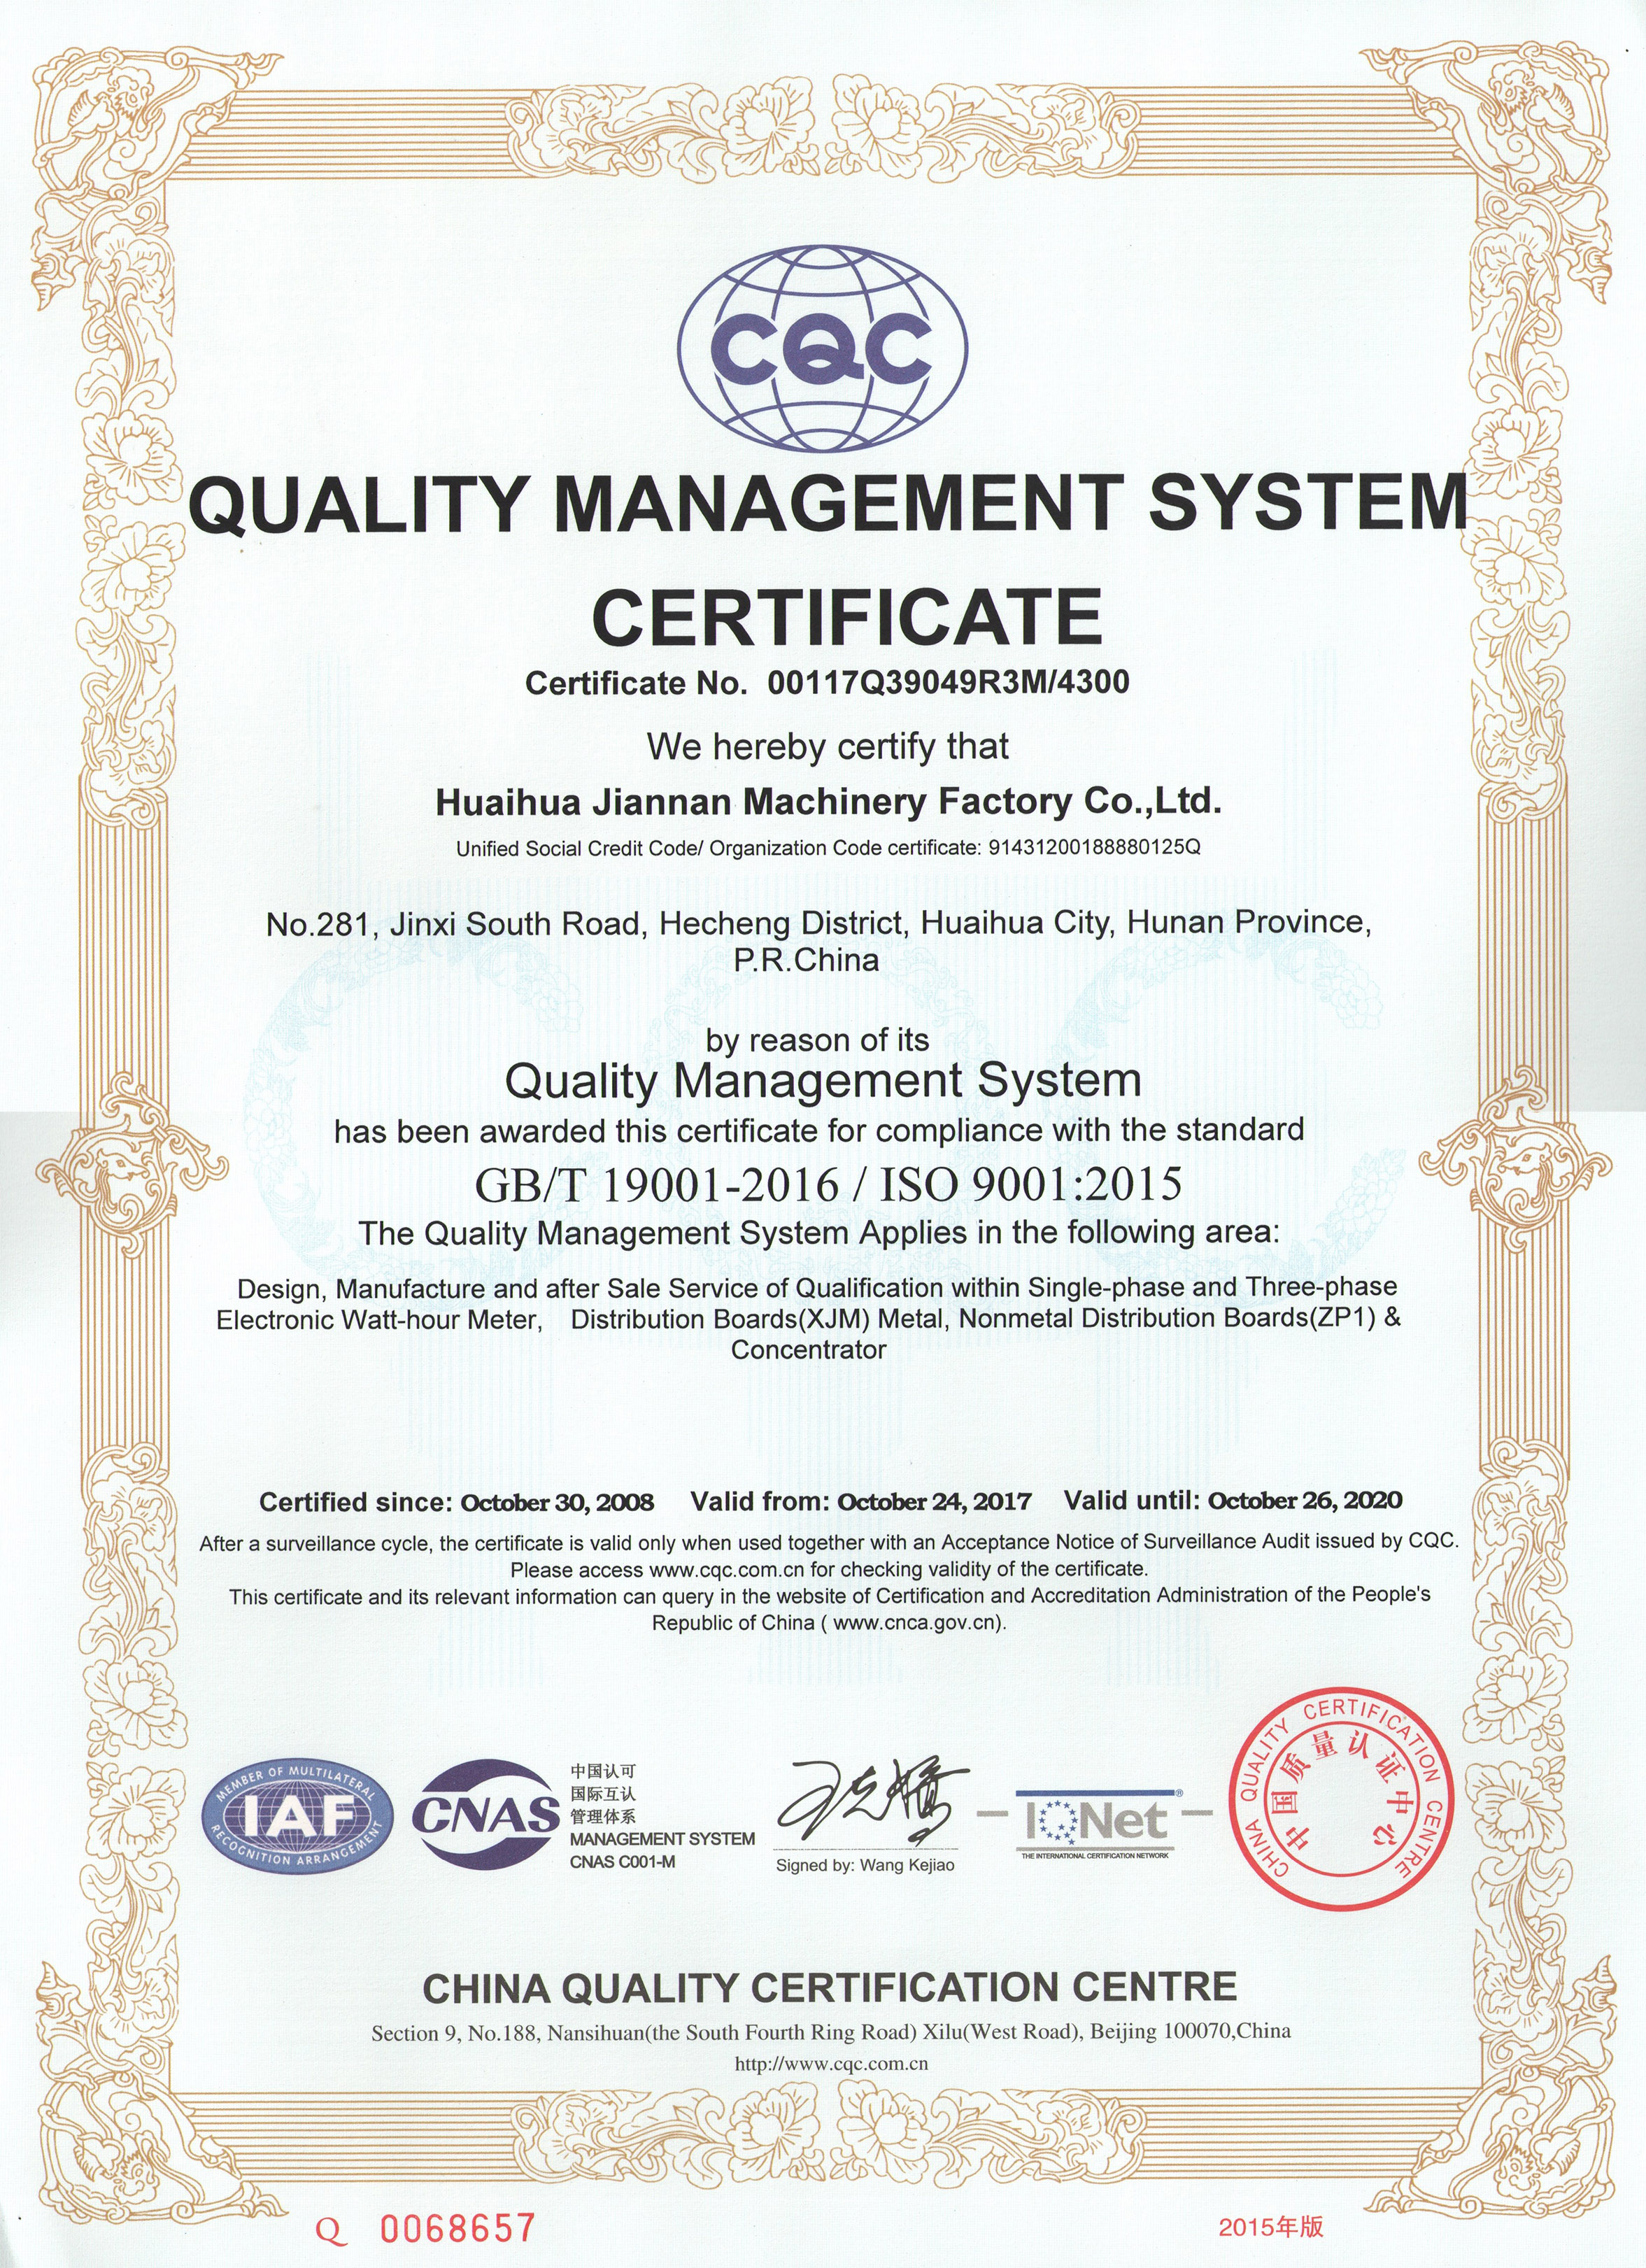 CQC
QUALITY MANAGEMENT SYSTEM
CERTIFICATE
Certificate No. 00117Q39049R3M/4300
We hereby certify that
Huaihua Jiannan Machinery Factory Co.,Ltd.
Unified Social Credit Code/ Organization Code certificate: 91431200188880125Q
No.281, Jinxi South Road, Hecheng District, Huaihua City, Hunan Province,
P.R.China
by reason of its
Quality Management System
has been awarded this certificate for compliance with the standard
GB/T 19001-2016 / ISO 9001:2015
The Quality Management System Applies in the following area:
Design, Manufacture and after Sale Service of Qualification within Single-phase and Three-phase
Electronic Watt-hour Meter, Distribution Boards(XJM) Metal, Nonmetal Distribution Boards(ZP1) &
Concentrator
Certified since: October 30, 2008 Valid from: October 24, 2017 Valid until: October 26, 2020
After a surveillance cycle, the certificate is valid only when used together with an Acceptance Notice of Surveillance Audit issued by CQC.
Please access www.cqc.com.cn for checking validity of the certificate.
This certificate and its relevant information can query in the website of Certification and Accreditation Administration of the People's
Republic of China ( www.cnca.gov.cn).
MEMBER OF MULTILATERAL
IAF
RECOGNITION ARRANGEMENT
CNAS
中国认可
国际互认
管理体系
MANAGEMENT SYSTEM
CNAS C001-M
王克娇
Signed by: Wang Kejiao
IQNet ®
THE INTERNATIONAL CERTIFICATION NETWORK
CHINA QUALITY CERTIFICATION CENTRE
中国质量认证中心
CHINA QUALITY CERTIFICATION CENTRE
Section 9, No.188, Nansihuan(the South Fourth Ring Road) Xilu(West Road), Beijing 100070,China
http://www.cqc.com.cn
Q 0068657
2015年版